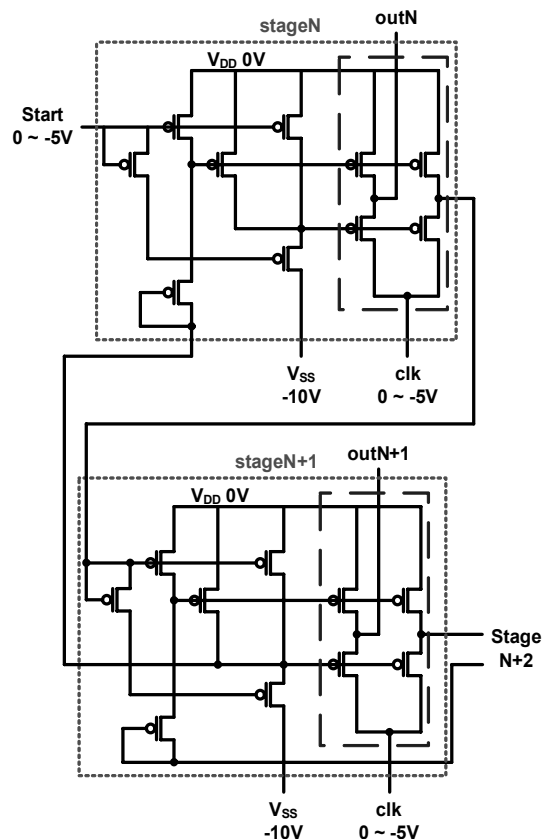 stageN
outN
VDD 0V
Start
0 ~ -5V
VSS
-10V
clk
0 ~ -5V
stageN+1
outN+1
VDD 0V
Stage
N+2
VSS
-10V
clk
0 ~ -5V